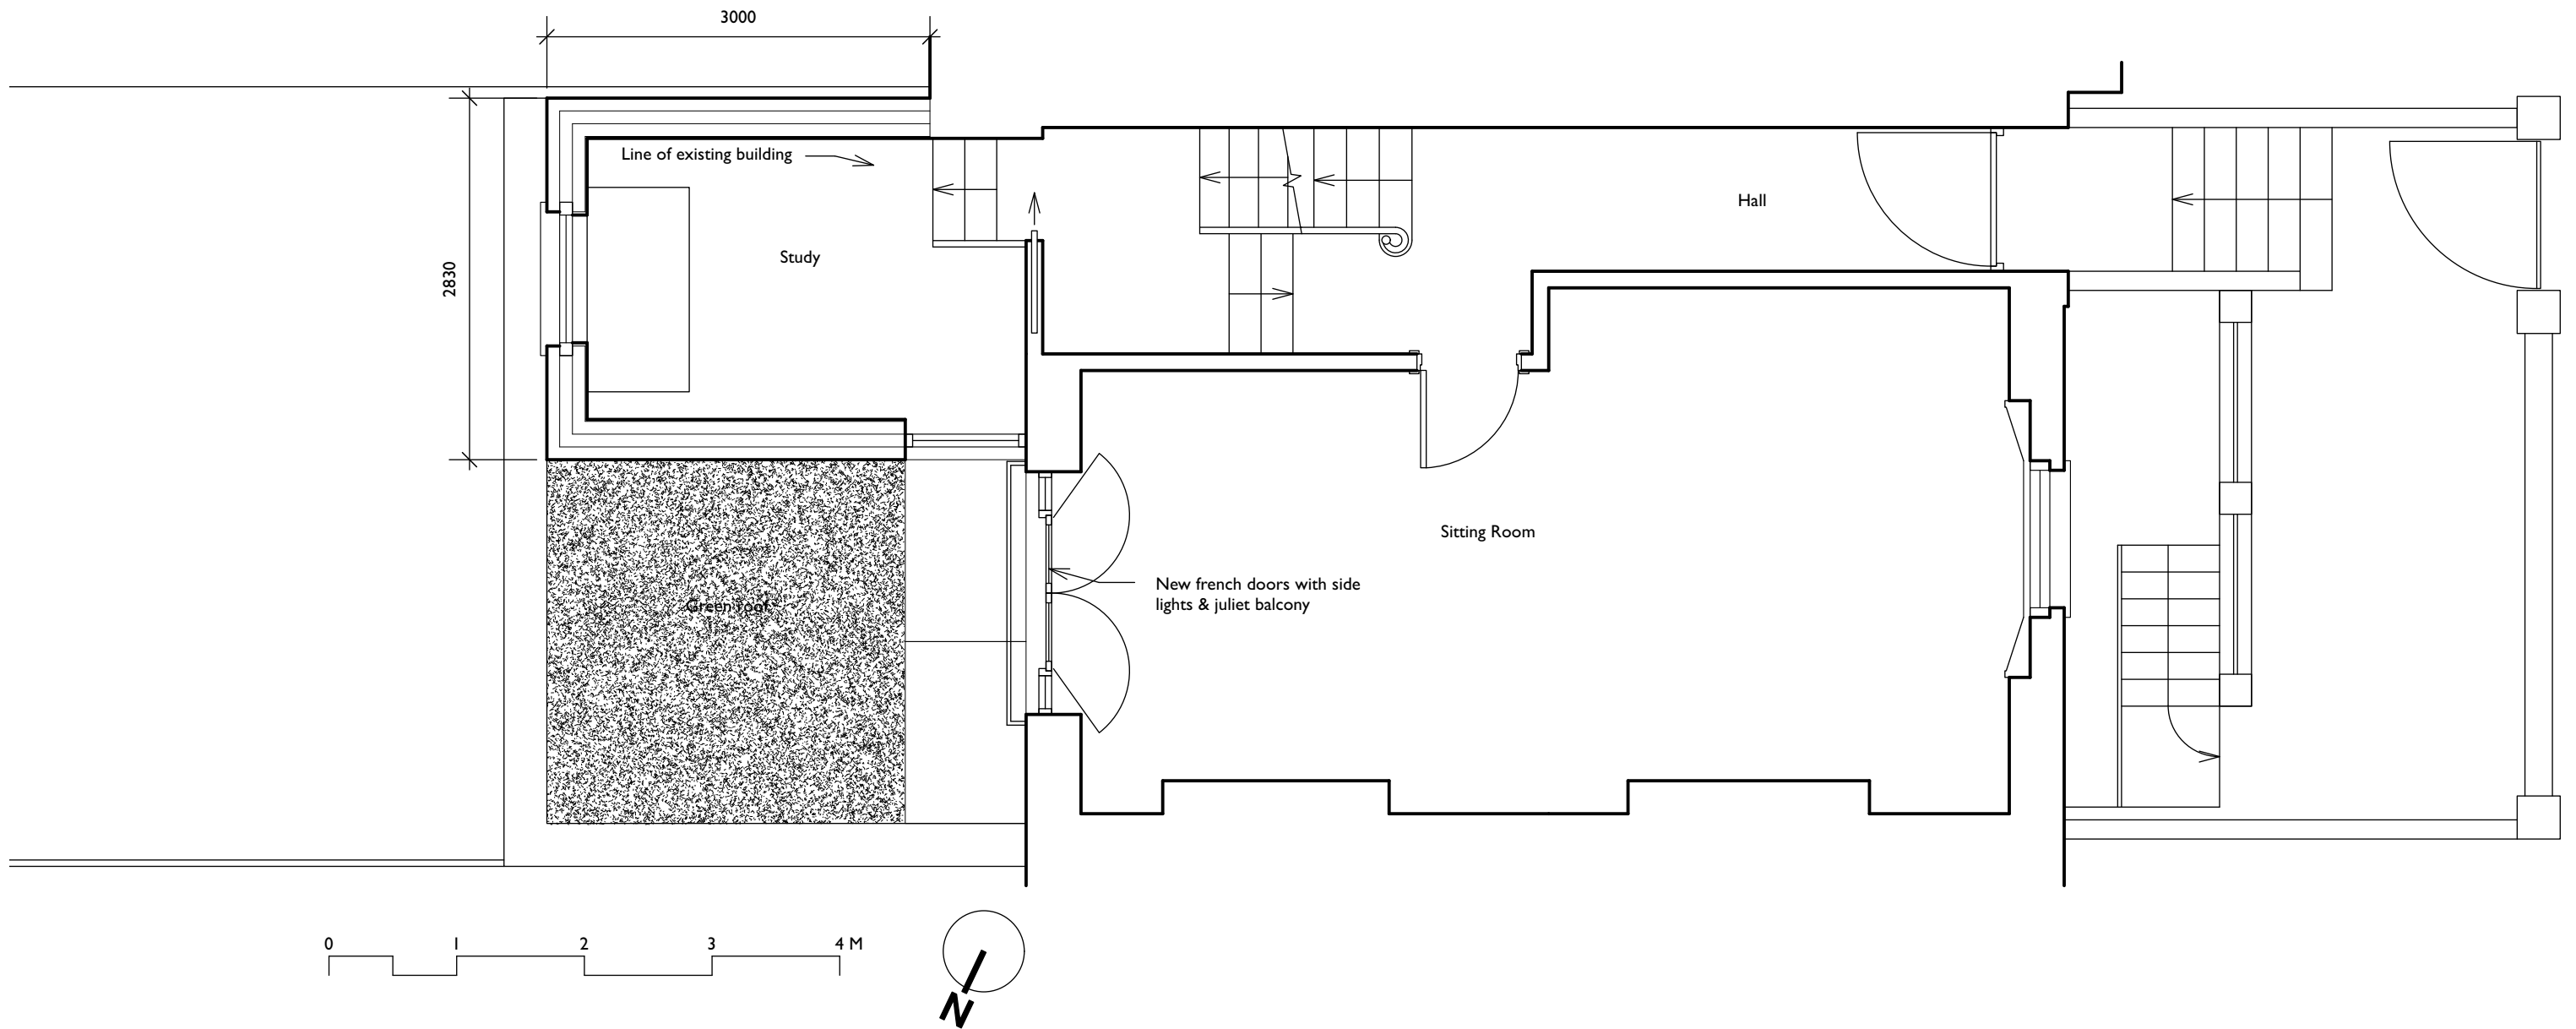 3000
Line of existing building
Hall
Study
2830
Sitting Room
New french doors with side
lights & juliet balcony
Green roof
0 1 2 3 4 M
N